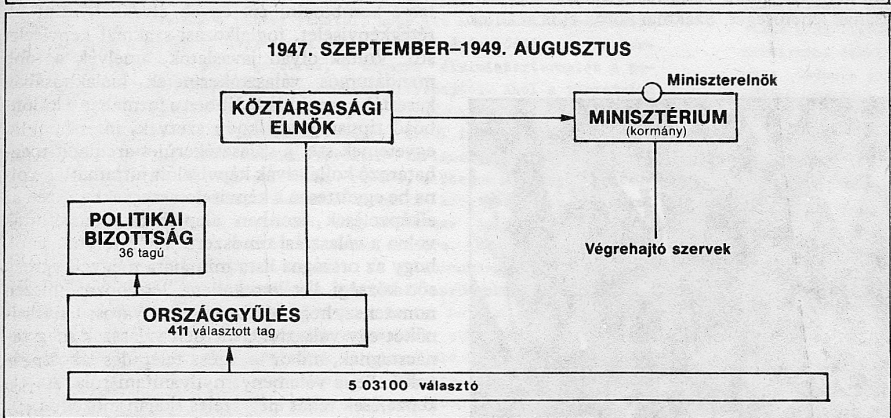 1947. SZEPTEMBER–1949. AUGUSZTUS
Miniszterelnök
KÖZTÁRSASÁGI
ELNÖK
MINISZTÉRIUM
(kormány)
POLITIKAI
BIZOTTSÁG
36 tagú
Végrehajtó szervek
ORSZÁGGYŰLÉS
411 választott tag
5 03100 választó